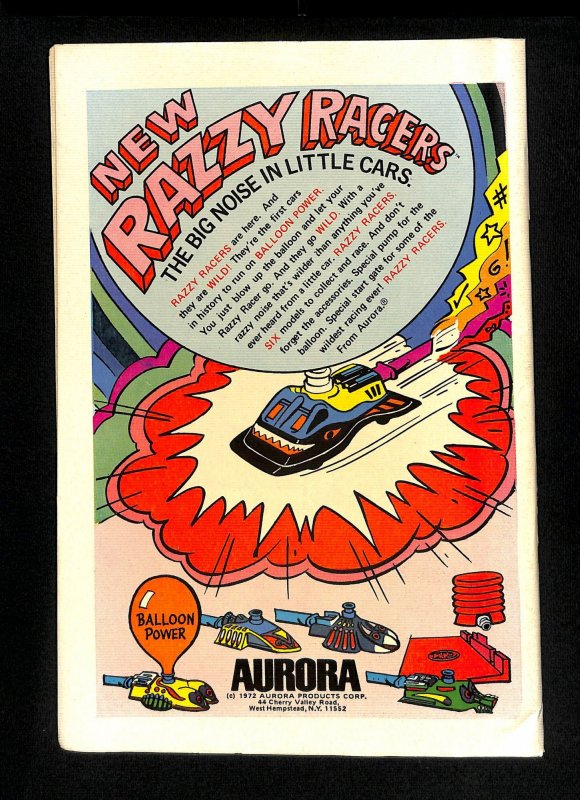 NEW
RAZZY RACERS™
THE BIG NOISE IN LITTLE CARS.
RAZZY RACERS are here. And
they are WILD! They're the first cars
in history to run on BALLOON POWER.
You just blow up the balloon and let your
Razzy Racer go. And they go WILD. With a
razzy noise that's wilder than anything you've
ever heard from a little car. RAZZY RACERS.
SIX models to collect and race. And don't
forget the accessories. Special pump for the
balloon. Special start gate for some of the
wildest racing ever! RAZZY RACERS.
From Aurora.®
#
!
G!
BALLOON
POWER
AURORA
(c) 1972 AURORA PRODUCTS CORP.
44 Cherry Valley Road,
West Hempstead, N.Y. 11552